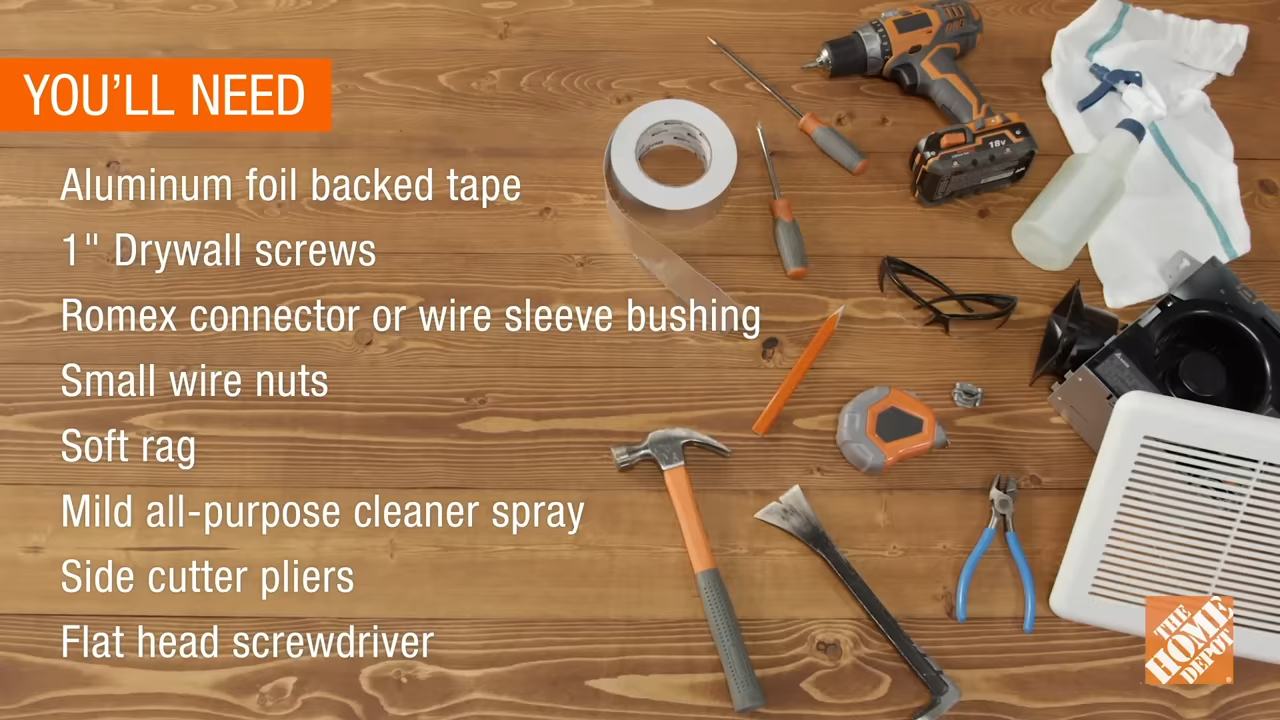 YOU'LL NEED
Aluminum foil backed tape
1" Drywall screws
Romex connector or wire sleeve bushing
Small wire nuts
Soft rag
Mild all-purpose cleaner spray
Side cutter pliers
Flat head screwdriver
18v
THE
HOME
DEPOT